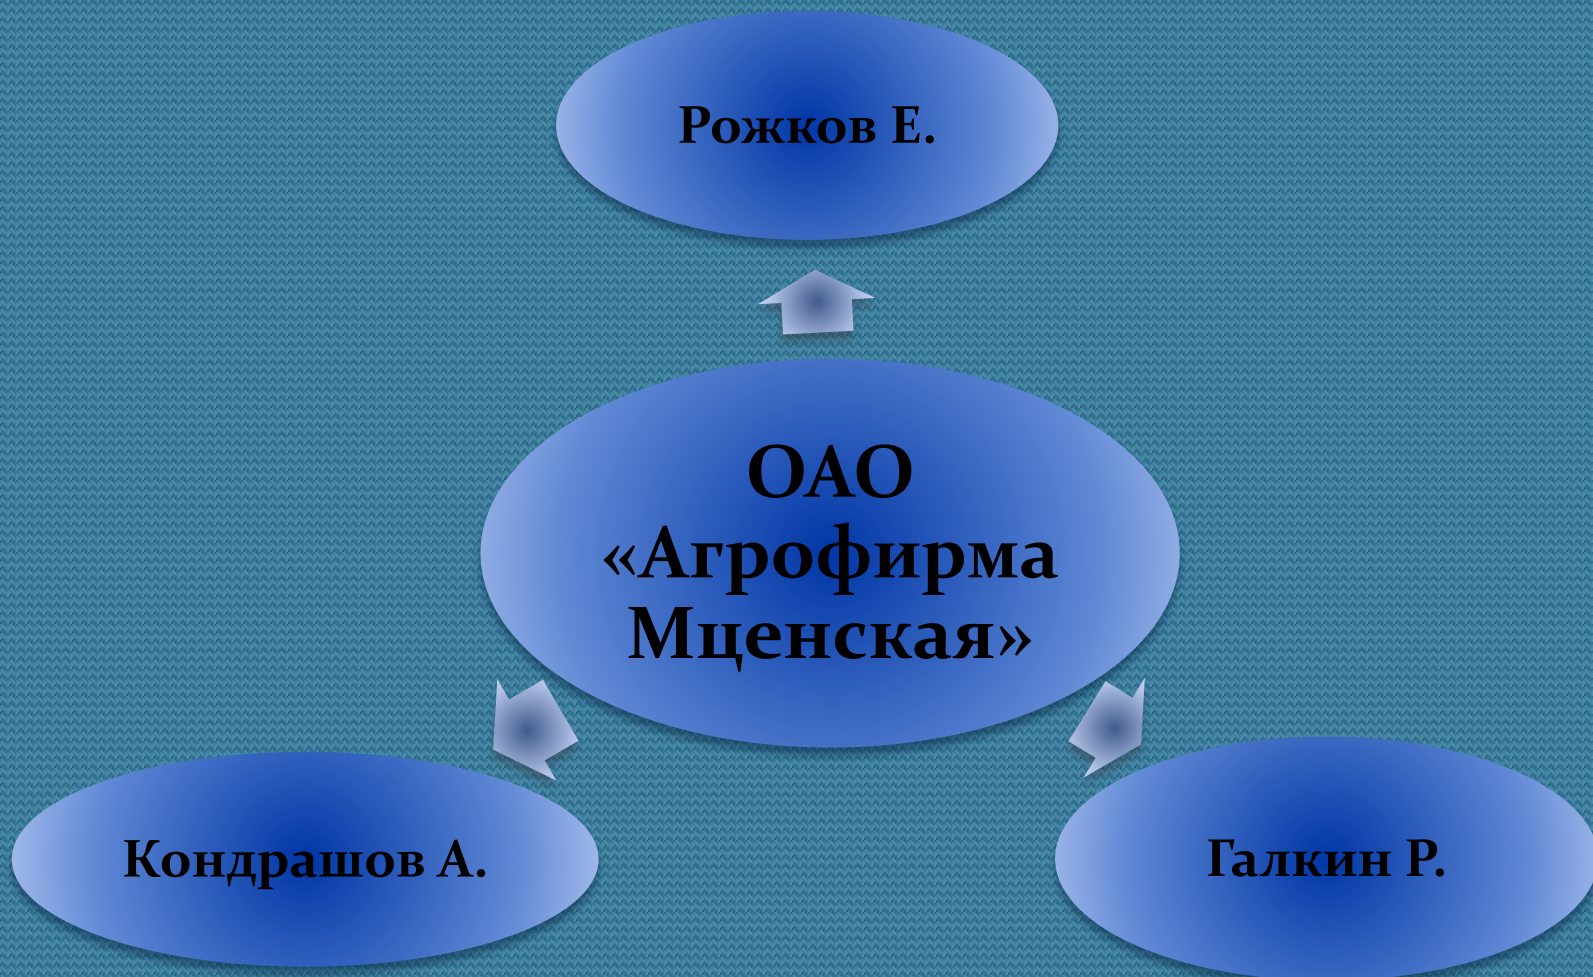 Рожков Е.
ОАО
«Агрофирма
Мценская»
Кондрашов А.
Галкин Р.